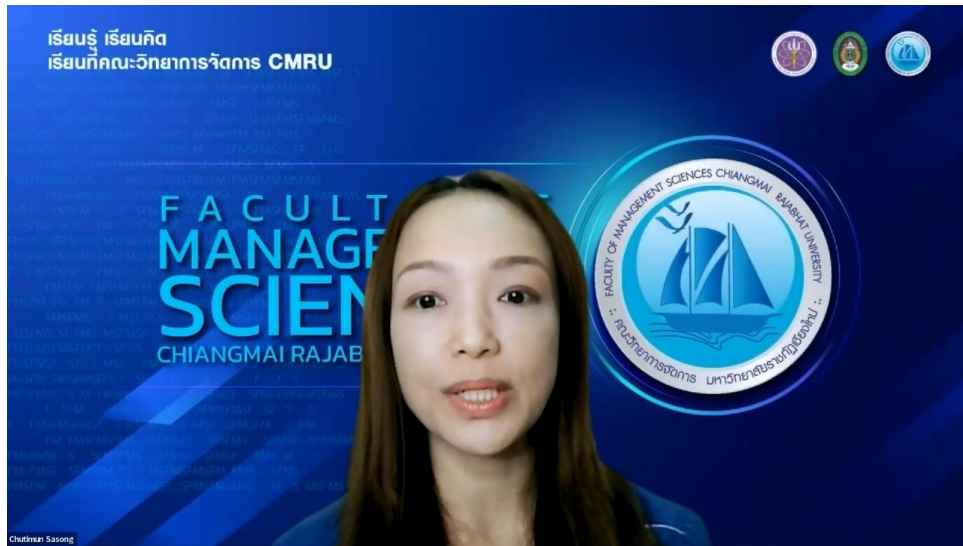 เรียนรู้ เรียนคิด
เรียนที่คณะวิทยาการจัดการ CMRU
FACULT
MANAGE
SCIEN
CHIANGMAI RAJAB
FACULTY OF MANAGEMENT SCIENCES CHIANGMAI RAJABHAT UNIVERSITY
คณะวิทยาการจัดการ มหาวิทยาลัยราชภัฏเชียงใหม่
Chutimun Sasong